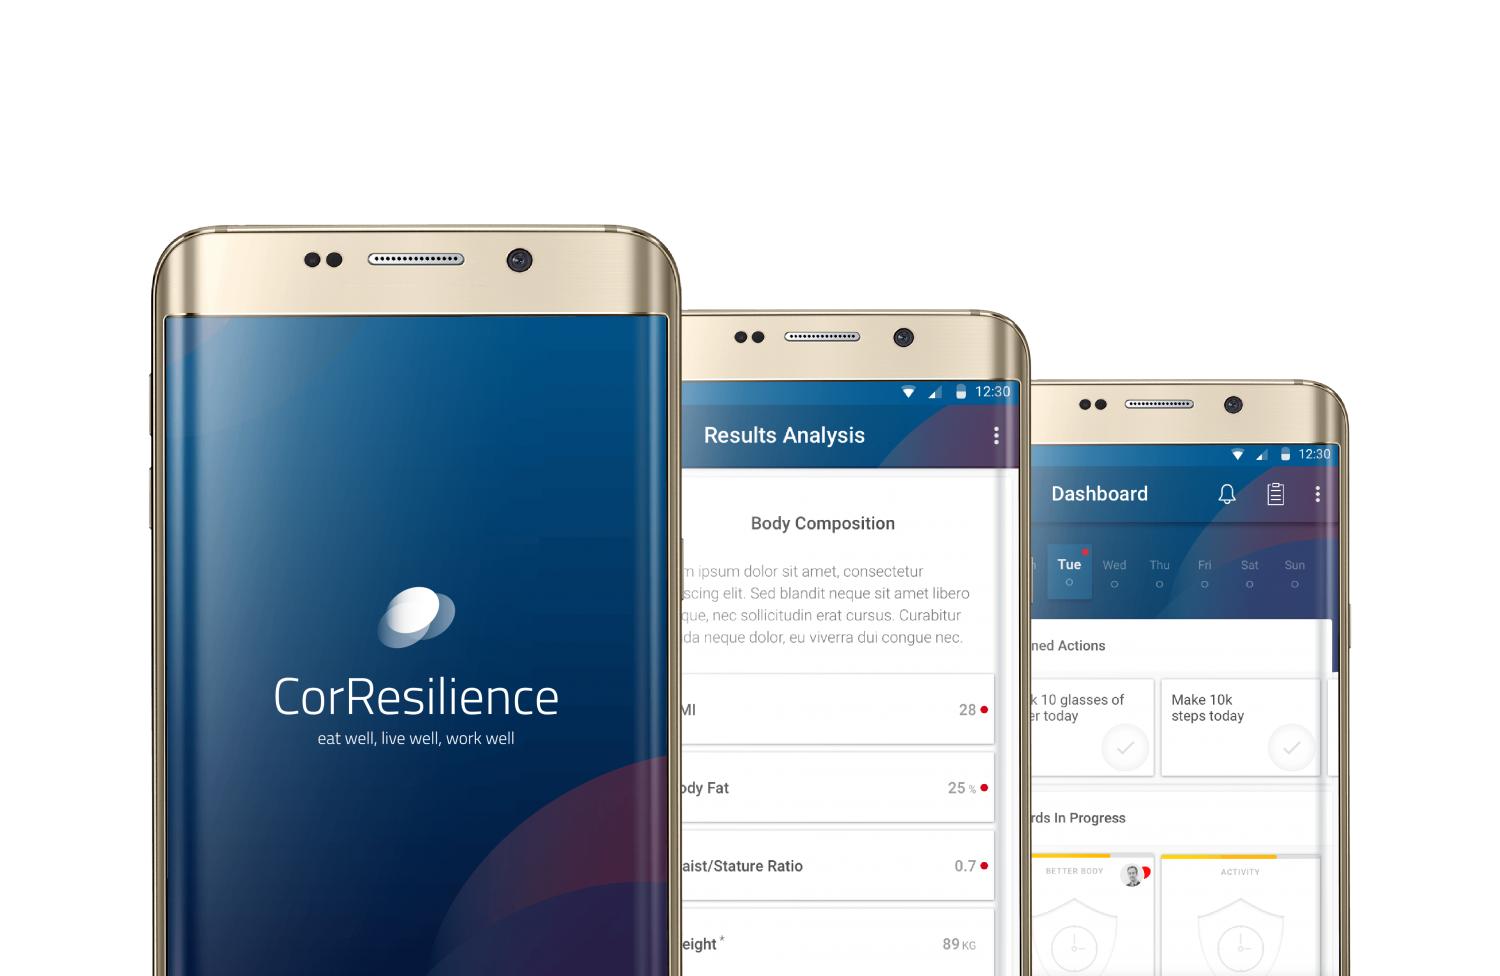 CorResilience
eat well, live well, work well
12:30
Results Analysis
Body Composition
m ipsum dolor sit amet, consectetur
scing elit. Sed blandit neque sit amet libero
que, nec sollicitudin erat cursus. Curabitur
da neque dolor, eu viverra dui congue nec.
MI 28
ody Fat 25 %
aist/Stature Ratio 0.7
eight * 89 KG
12:30
Dashboard
Tue Wed Thu Fri Sat Sun
ned Actions
k 10 glasses of
er today
Make 10k
steps today
rds In Progress
BETTER BODY
ACTIVITY